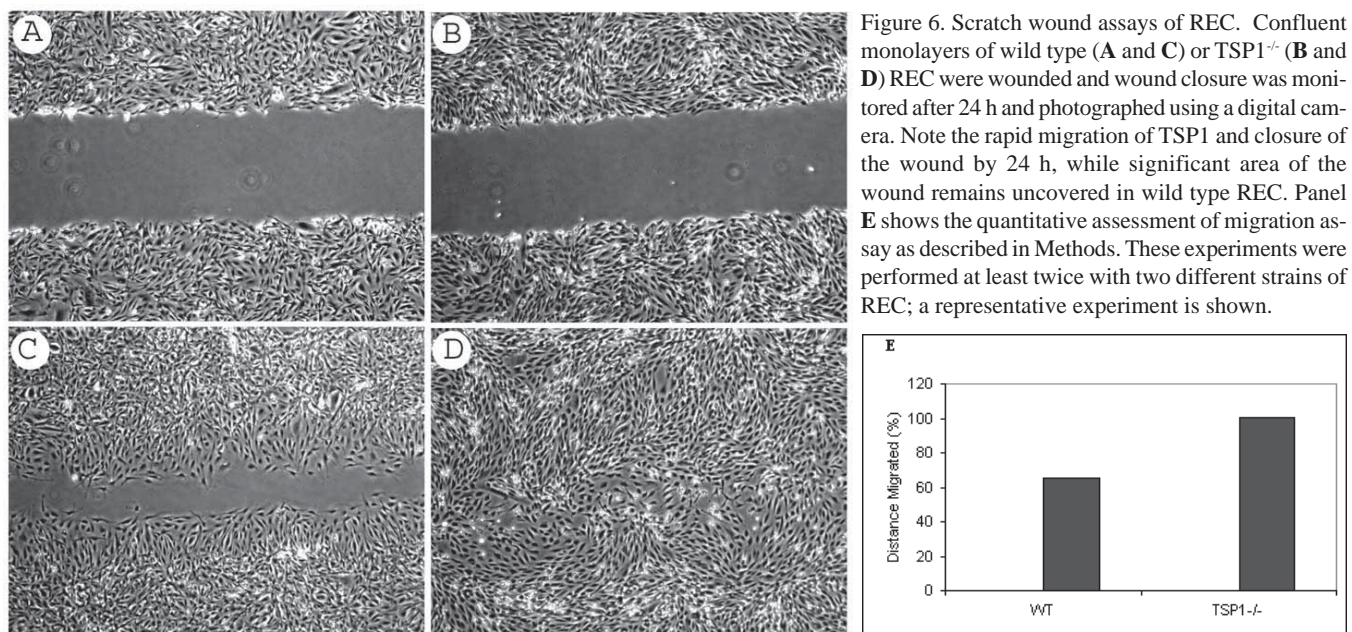 A
B
C
D
Figure 6. Scratch wound assays of REC. Confluent
monolayers of wild type (A and C) or TSP1-/- (B and
D) REC were wounded and wound closure was moni-
tored after 24 h and photographed using a digital cam-
era. Note the rapid migration of TSP1 and closure of
the wound by 24 h, while significant area of the
wound remains uncovered in wild type REC. Panel
E shows the quantitative assessment of migration as-
say as described in Methods. These experiments were
performed at least twice with two different strains of
REC; a representative experiment is shown.
E
Distance Migrated (%)
120
100
80
60
40
20
0
WT
TSP1-/-